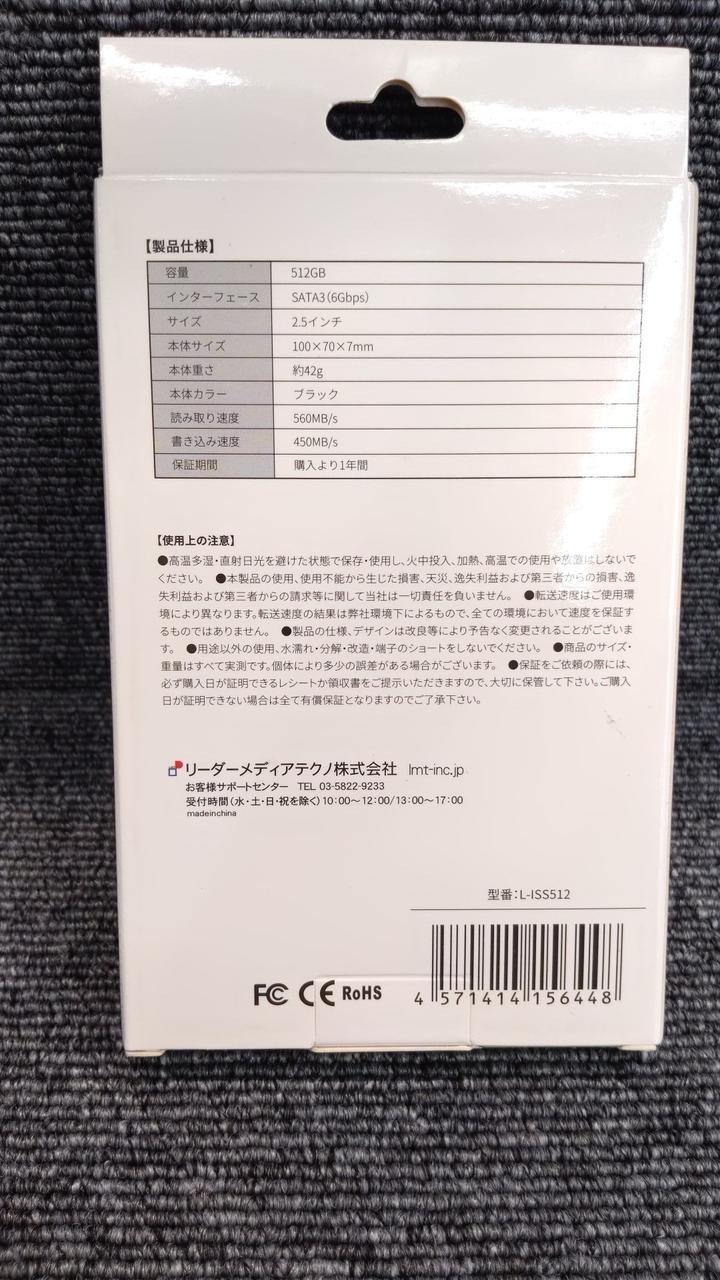 【製品仕様】
容量 512GB
インターフェース SATA3(6Gbps)
サイズ 2.5インチ
本体サイズ 100×70×7mm
本体重さ 約42g
本体カラー ブラック
読み取り速度 560MB/s
書き込み速度 450MB/s
保証期間 購入より1年間
【使用上の注意】
●高温多湿・直射日光を避けた状態で保存・使用し、火中投入、加熱、高温での使用や放置はしないで
ください。 ●本製品の使用、使用不能から生じた損害、天災、逸失利益および第三者からの損害、逸
失利益および第三者からの請求等に関して当社は一切責任を負いません。 ●転送速度はご使用環
境により異なります。転送速度の結果は弊社環境下によるもので、全ての環境において速度を保証す
るものではありません。 ●製品の仕様、デザインは改良等により予告なく変更されることがございま
す。 ●用途以外の使用、水濡れ・分解・改造・端子のショートをしないでください。 ●商品のサイズ・
重量はすべて実測です。個体により多少の誤差がある場合がございます。 ●保証をご依頼の際には、
必ず購入日が証明できるレシートか領収書をご提示いただきますので、大切に保管して下さい。ご購入
日が証明できない場合は全て有償保証となりますのでご了承下さい。
リーダーメディアテクノ株式会社 lmt-inc.jp
お客様サポートセンター TEL 03-5822-9233
受付時間(水・土・日・祝を除く)10:00～12:00/13:00～17:00
madeinchina
型番:L-ISS512
FC CE RoHS
4 571414 156448